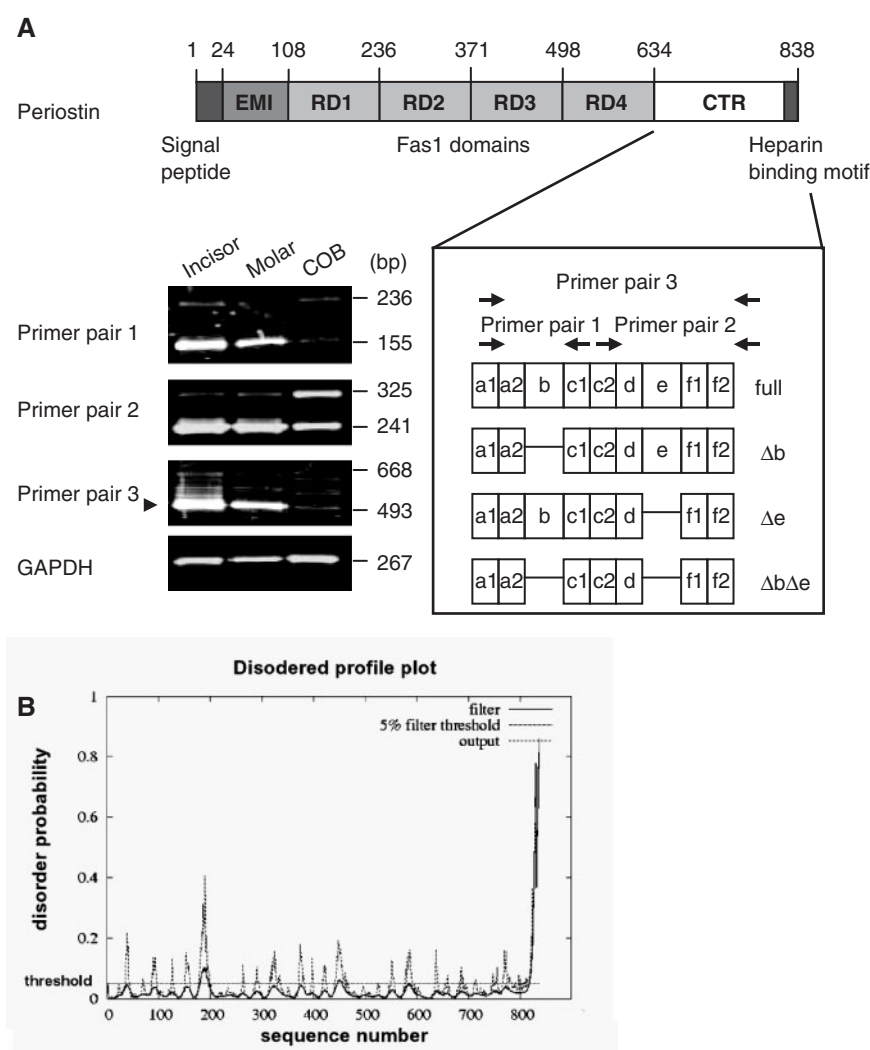 A
1 24 108 236 371 498 634 838
Periostin
EMI RD1 RD2 RD3 RD4 CTR
Signal peptide
Fas1 domains
Heparin binding motif
Incisor Molar COB (bp)
Primer pair 1
236
155
Primer pair 2
325
241
Primer pair 3
668
493
GAPDH
267
Primer pair 3
Primer pair 1 Primer pair 2
a1 a2 b c1 c2 d e f1 f2 full
a1 a2 c1 c2 d e f1 f2 Δb
a1 a2 b c1 c2 d f1 f2 Δe
a1 a2 c1 c2 d f1 f2 ΔbΔe
B
Disodered profile plot
filter
5% filter threshold
output
disorder probability
1
0.8
0.6
0.4
0.2
threshold
0
0 100 200 300 400 500 600 700 800
sequence number